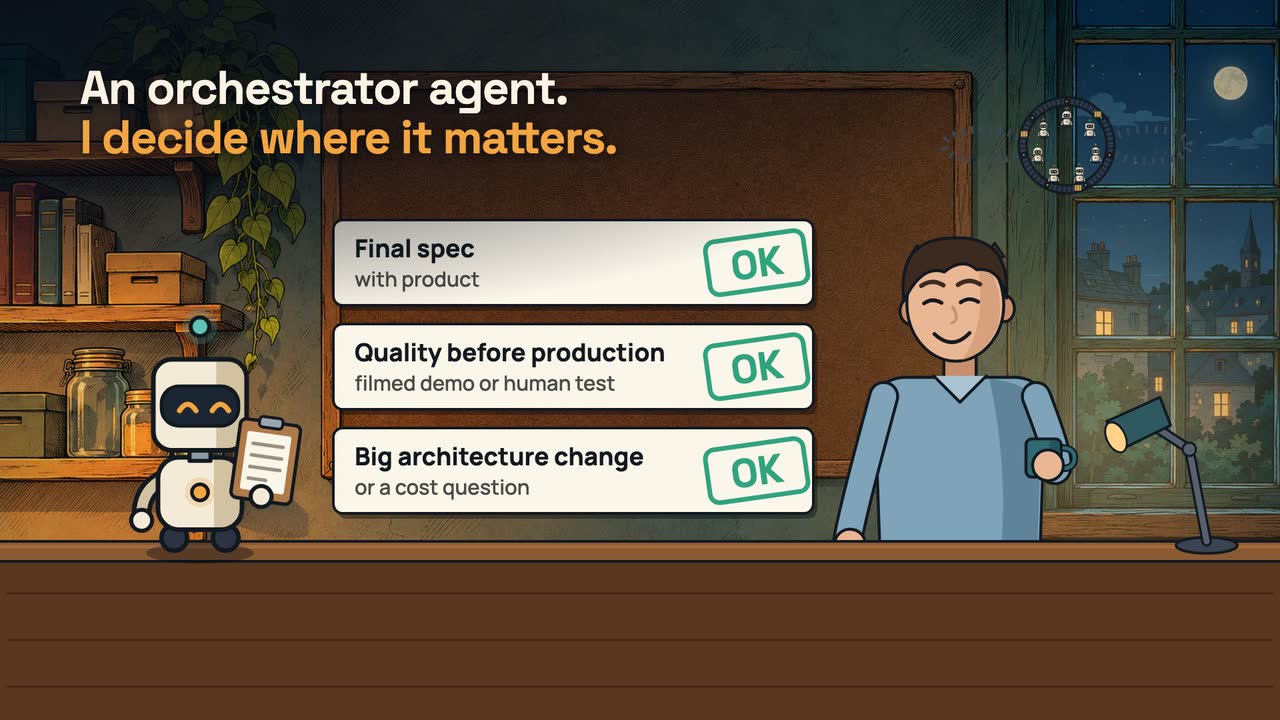 An orchestrator agent.
I decide where it matters.
Final spec
with product
OK
Quality before production
filmed demo or human test
OK
Big architecture change
or a cost question
OK